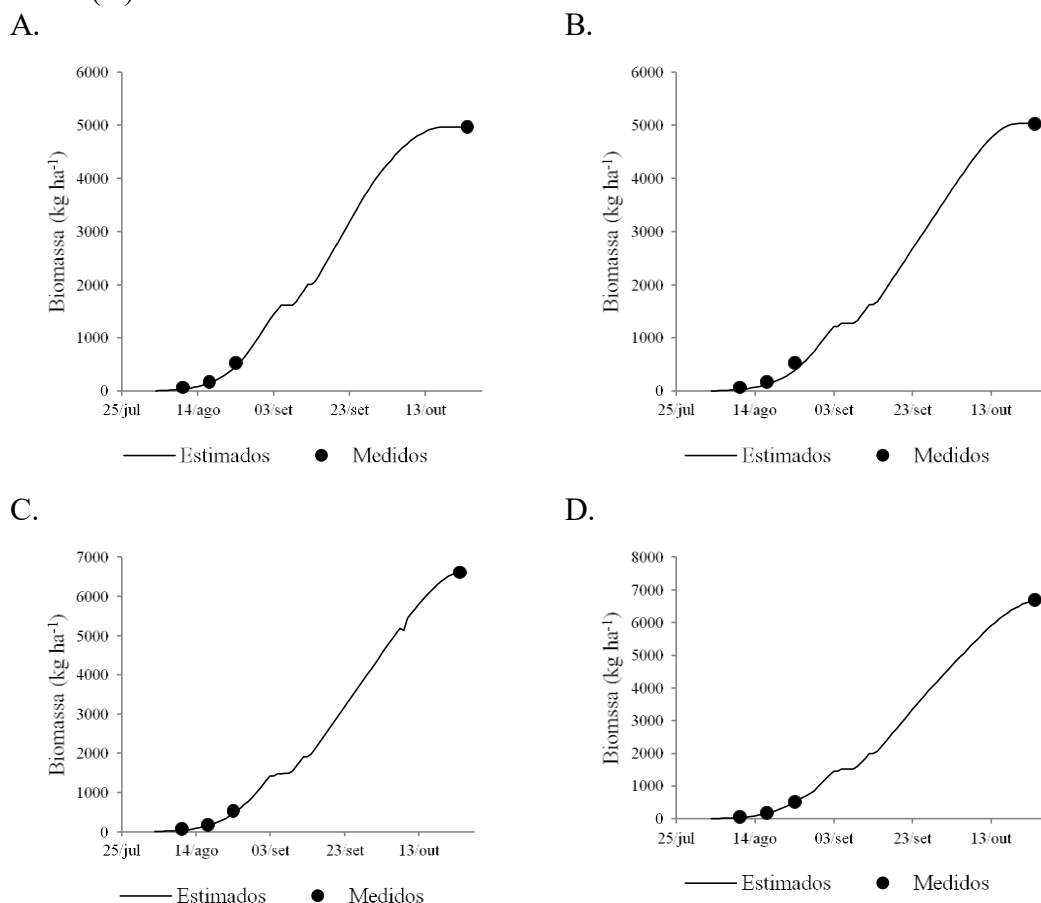 A. B.
6000 6000
5000 5000
4000 4000
3000 3000
2000 2000
1000 1000
0 0
Biomassa (kg ha-1) Biomassa (kg ha-1)
25/jul 14/ago 03/set 23/set 13/out 25/jul 14/ago 03/set 23/set 13/out
Estimados Medidos Estimados Medidos
C. D.
7000 8000
6000 7000
5000 6000
4000 5000
3000 4000
2000 3000
1000 2000
0 1000
0
Biomassa (kg ha-1) Biomssa (kg ha-1)
25/jul 14/ago 03/set 23/set 13/out 25/jul 14/ago 03/set 23/set 13/out
Estimados Medidos Estimados Medidos